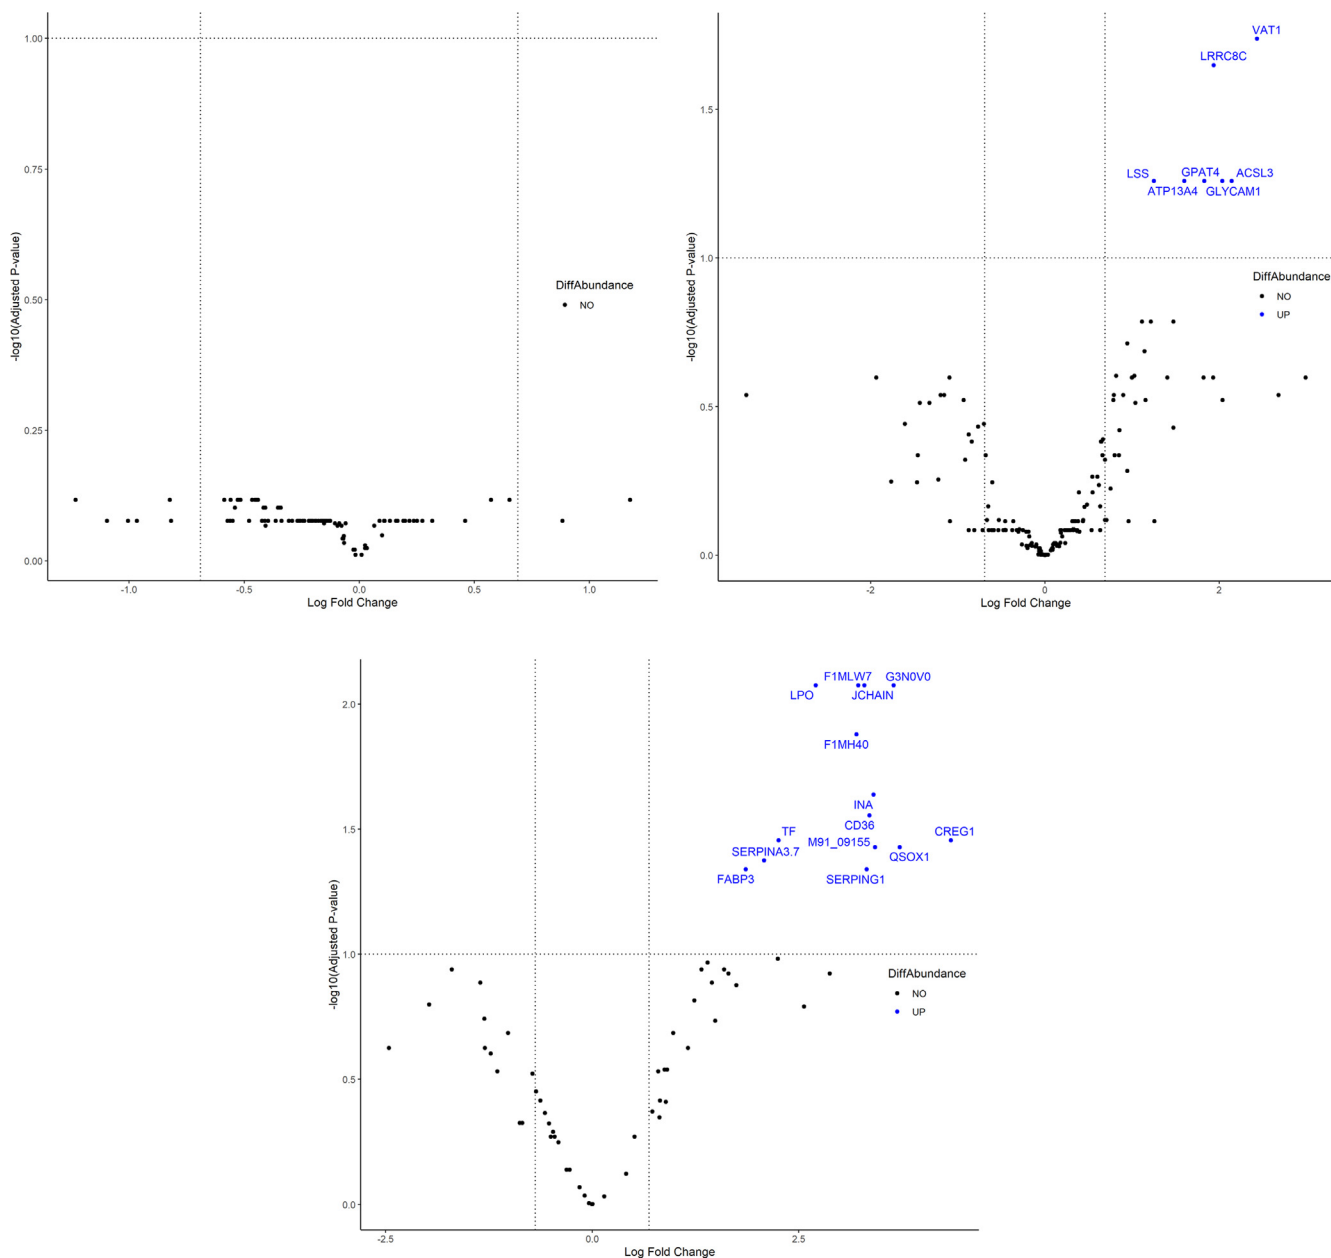 1.00
0.75
0.50
0.25
0.00
-log10(Adjusted P-value)
DiffAbundance
NO
-1.0
-0.5
0.0
0.5
1.0
Log Fold Change
VAT1
LRRC8C
1.5
LSS
GPAT4
ACSL3
ATP13A4
GLYCAM1
1.0
0.5
0.0
-log10(Adjusted P-value)
DiffAbundance
NO
UP
-2
0
2
Log Fold Change
F1MLW7
G3N0V0
LPO
JCHAIN
2.0
F1MH40
INA
CD36
1.5
TF
M91_09155
CREG1
SERPINA3.7
QSOX1
FABP3
SERPING1
1.0
0.5
0.0
-log10(Adjusted P-value)
DiffAbundance
NO
UP
-2.5
0.0
2.5
Log Fold Change